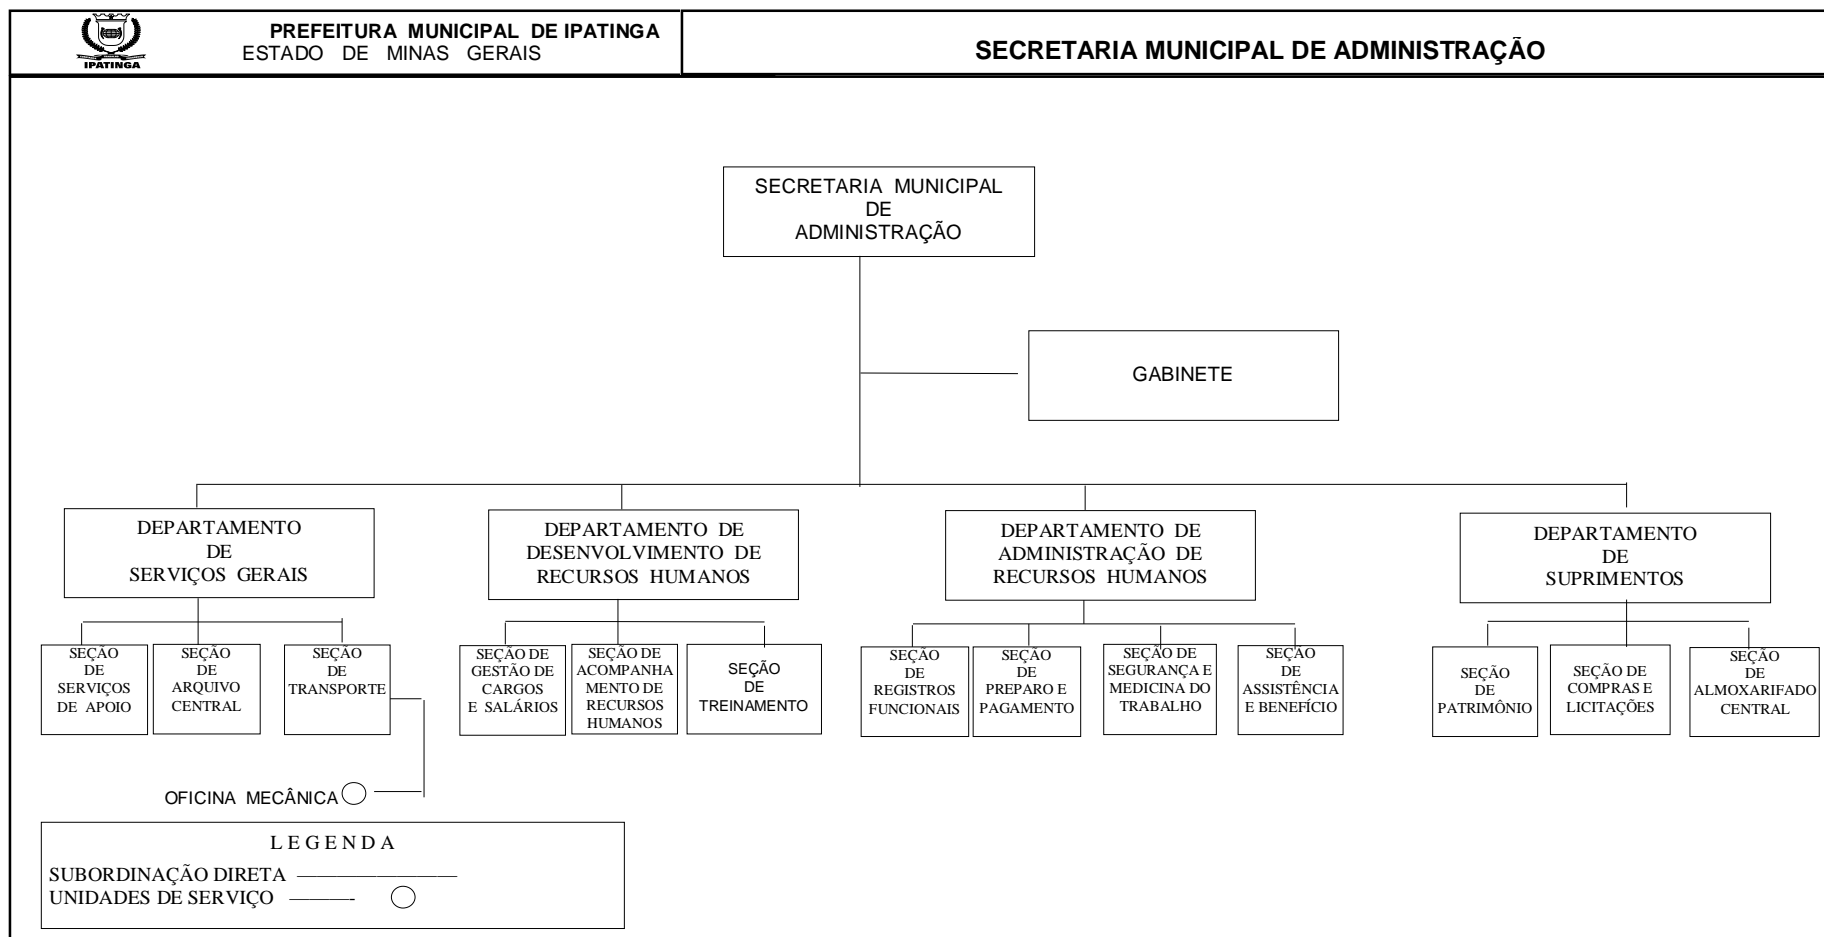 PREFEITURA MUNICIPAL DE IPATINGA
ESTADO DE MINAS GERAIS
IPATINGA
SECRETARIA MUNICIPAL DE ADMINISTRAÇÃO
SECRETARIA MUNICIPAL
DE
ADMINISTRAÇÃO
GABINETE
DEPARTAMENTO
DE
SERVIÇOS GERAIS
DEPARTAMENTO DE
DESENVOLVIMENTO DE
RECURSOS HUMANOS
DEPARTAMENTO DE
ADMINISTRAÇÃO DE
RECURSOS HUMANOS
DEPARTAMENTO
DE
SUPRIMENTOS
SEÇÃO
DE
SERVIÇOS
DE APOIO
SEÇÃO
DE
ARQUIVO
CENTRAL
SEÇÃO
DE
TRANSPORTE
SEÇÃO DE
GESTÃO DE
CARGOS
E SALÁRIOS
SEÇÃO DE
ACOMPANHA
MENTO DE
RECURSOS
HUMANOS
SEÇÃO
DE
TREINAMENTO
SEÇÃO
DE
REGISTROS
FUNCIONAIS
SEÇÃO
DE
PREPARO E
PAGAMENTO
SEÇÃO DE
SEGURANÇA E
MEDICINA DO
TRABALHO
SEÇÃO
DE
ASSISTÊNCIA
E BENEFÍCIO
SEÇÃO
DE
PATRIMÔNIO
SEÇÃO DE
COMPRAS E
LICITAÇÕES
SEÇÃO
DE
ALMOXARIFADO
CENTRAL
OFICINA MECÂNICA
L E G E N D A
SUBORDINAÇÃO DIRETA ————————
UNIDADES DE SERVIÇO ———-